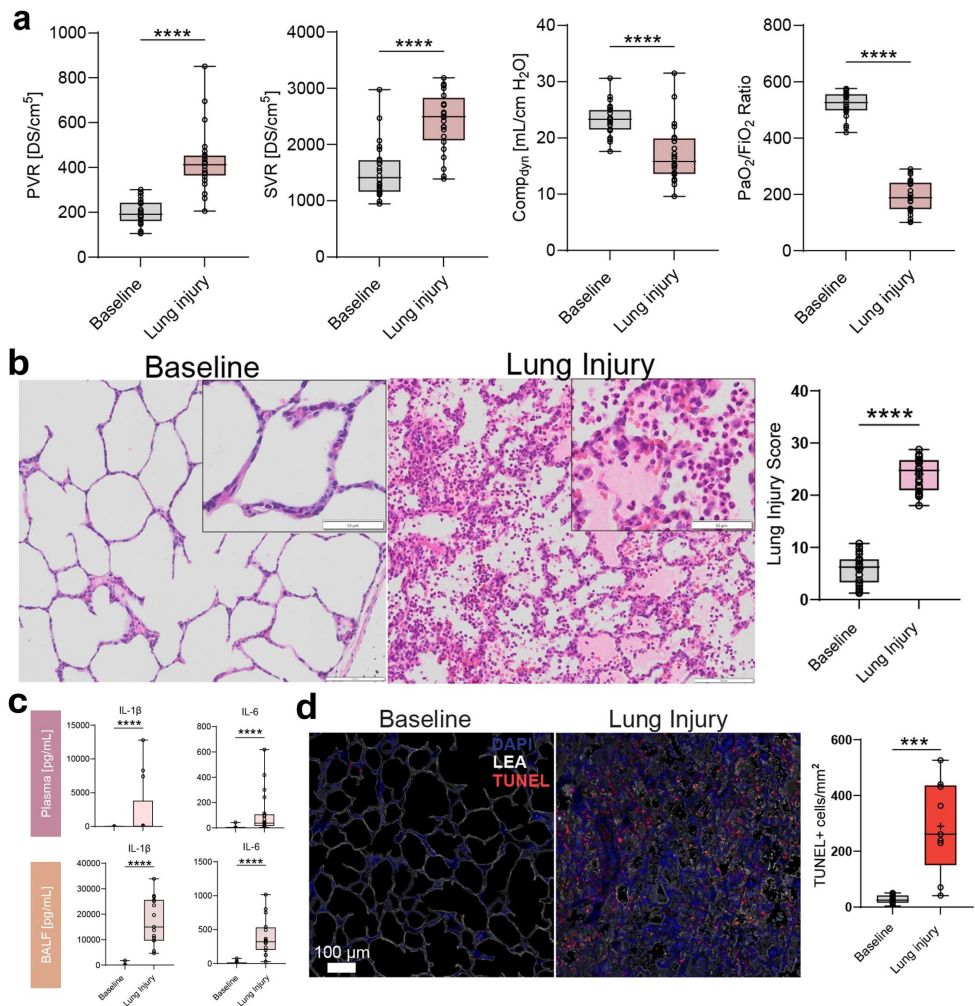 a
PVR [DS/cm⁵]
1000
800
600
400
200
0
****
Baseline
Lung injury
SVR [DS/cm⁵]
4000
3000
2000
1000
0
****
Baseline
Lung injury
Comp_dyn [mL/cm H₂O]
40
30
20
10
0
****
Baseline
Lung injury
PaO₂/FiO₂ Ratio
800
600
400
200
0
****
Baseline
Lung injury
b
Baseline
Lung Injury
Lung Injury Score
40
30
20
10
0
****
Baseline
Lung Injury
c
Plasma [pg/mL]
IL-1β
15000
10000
5000
0
****
IL-6
800
600
400
200
0
****
BALF [pg/mL]
IL-1β
40000
30000
20000
10000
0
****
Baseline
Lung Injury
IL-6
1500
1000
500
0
****
Baseline
Lung Injury
d
Baseline
Lung Injury
DAPI
LEA
TUNEL
100 µm
TUNEL+ cells/mm²
600
400
200
0
***
Baseline
Lung injury